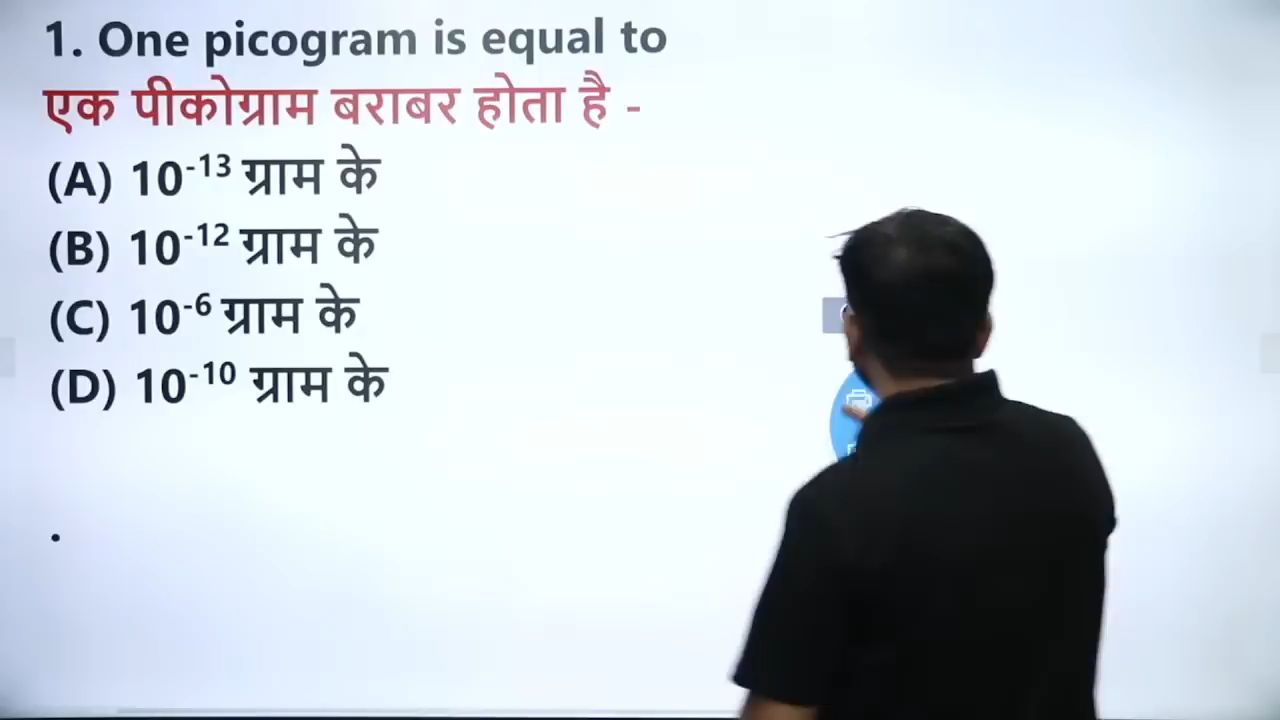 1. One picogram is equal to
एक पीकोग्राम बराबर होता है -
(A) 10⁻¹³ ग्राम के
(B) 10⁻¹² ग्राम के
(C) 10⁻⁶ ग्राम के
(D) 10⁻¹⁰ ग्राम के
.